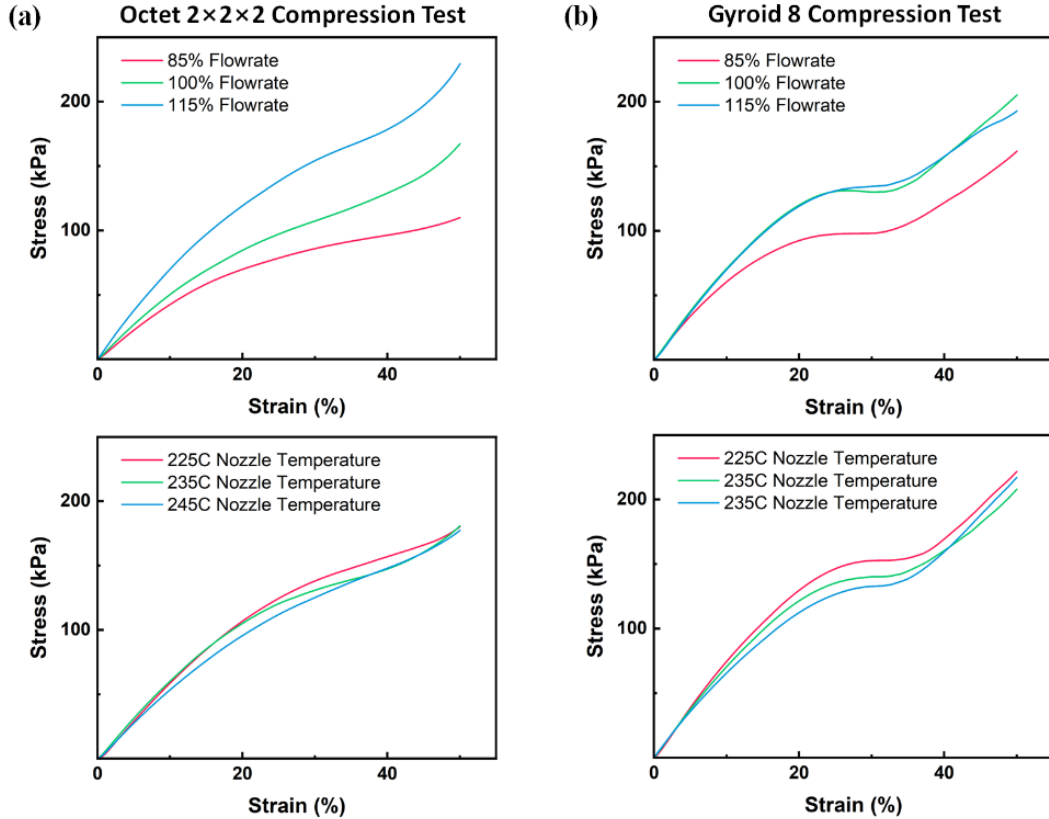 (a)
Octet 2×2×2 Compression Test
85% Flowrate
100% Flowrate
115% Flowrate
200
100
0
20
40
Stress (kPa)
Strain (%)
225C Nozzle Temperature
235C Nozzle Temperature
245C Nozzle Temperature
200
100
0
20
40
Stress (kPa)
Strain (%)
(b)
Gyroid 8 Compression Test
85% Flowrate
100% Flowrate
115% Flowrate
200
100
0
20
40
Stress (kPa)
Strain (%)
225C Nozzle Temperature
235C Nozzle Temperature
235C Nozzle Temperature
200
100
0
20
40
Stress (kPa)
Strain (%)